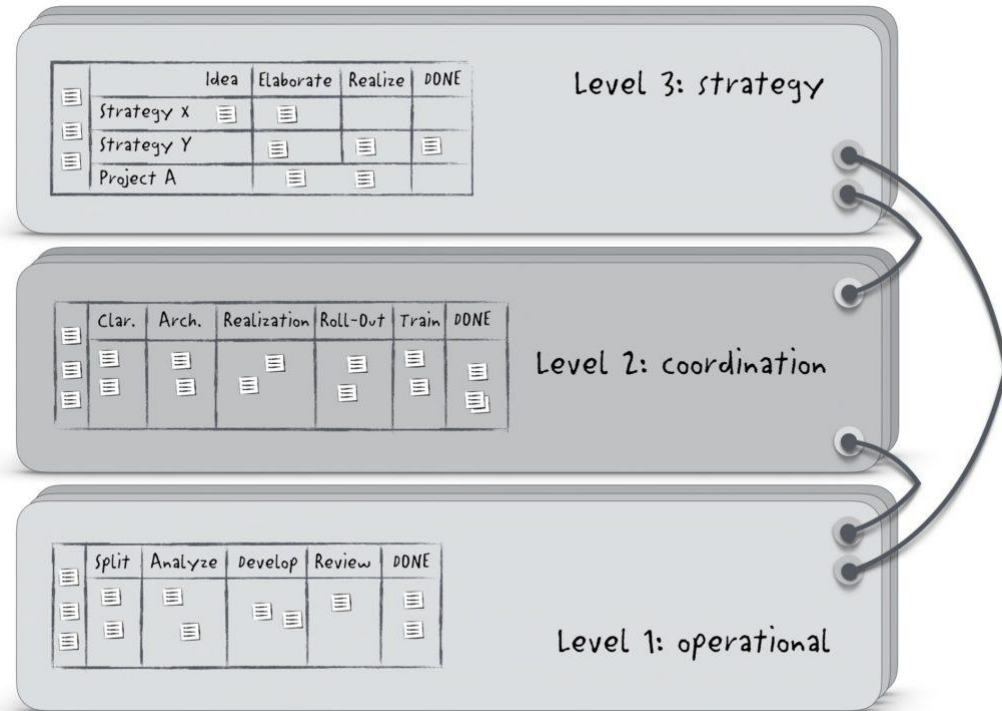 Level 3: strategy
Idea Elaborate Realize DONE
Strategy X
Strategy Y
Project A
Level 2: coordination
Clar. Arch. Realization Roll-Out Train DONE
Split Analyze Develop Review DONE
Level 1: operational